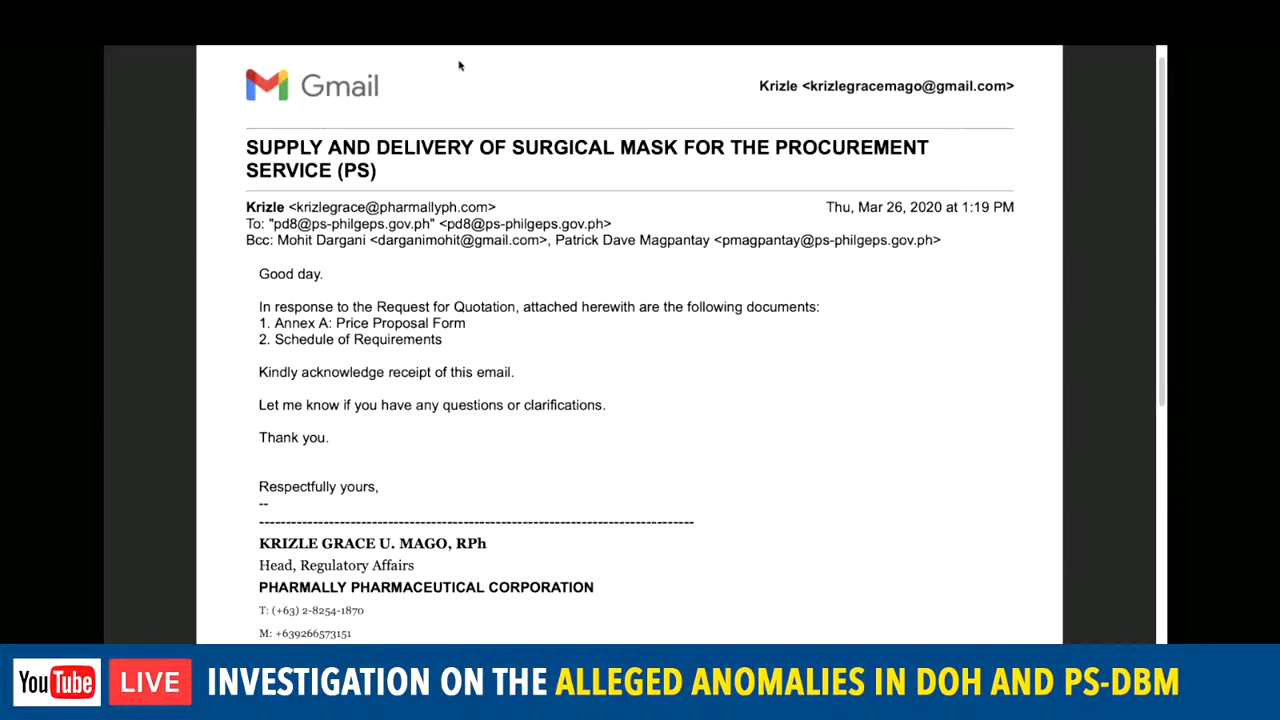 Gmail
Krizle <krizlegracemago@gmail.com>
SUPPLY AND DELIVERY OF SURGICAL MASK FOR THE PROCUREMENT
SERVICE (PS)
Krizle <krizlegrace@pharmallyph.com>
Thu, Mar 26, 2020 at 1:19 PM
To: "pd8@ps-philgeps.gov.ph" <pd8@ps-philgeps.gov.ph>
Bcc: Mohit Dargani <darganimohit@gmail.com>, Patrick Dave Magpantay <pmagpantay@ps-philgeps.gov.ph>
Good day.
In response to the Request for Quotation, attached herewith are the following documents:
1. Annex A: Price Proposal Form
2. Schedule of Requirements
Kindly acknowledge receipt of this email.
Let me know if you have any questions or clarifications.
Thank you.
Respectfully yours,
--
-----------------------------------------------------------------------------------
KRIZLE GRACE U. MAGO, RPh
Head, Regulatory Affairs
PHARMALLY PHARMACEUTICAL CORPORATION
T: (+63) 2-8254-1870
M: +639266573151
YouTube LIVE INVESTIGATION ON THE ALLEGED ANOMALIES IN DOH AND PS-DBM